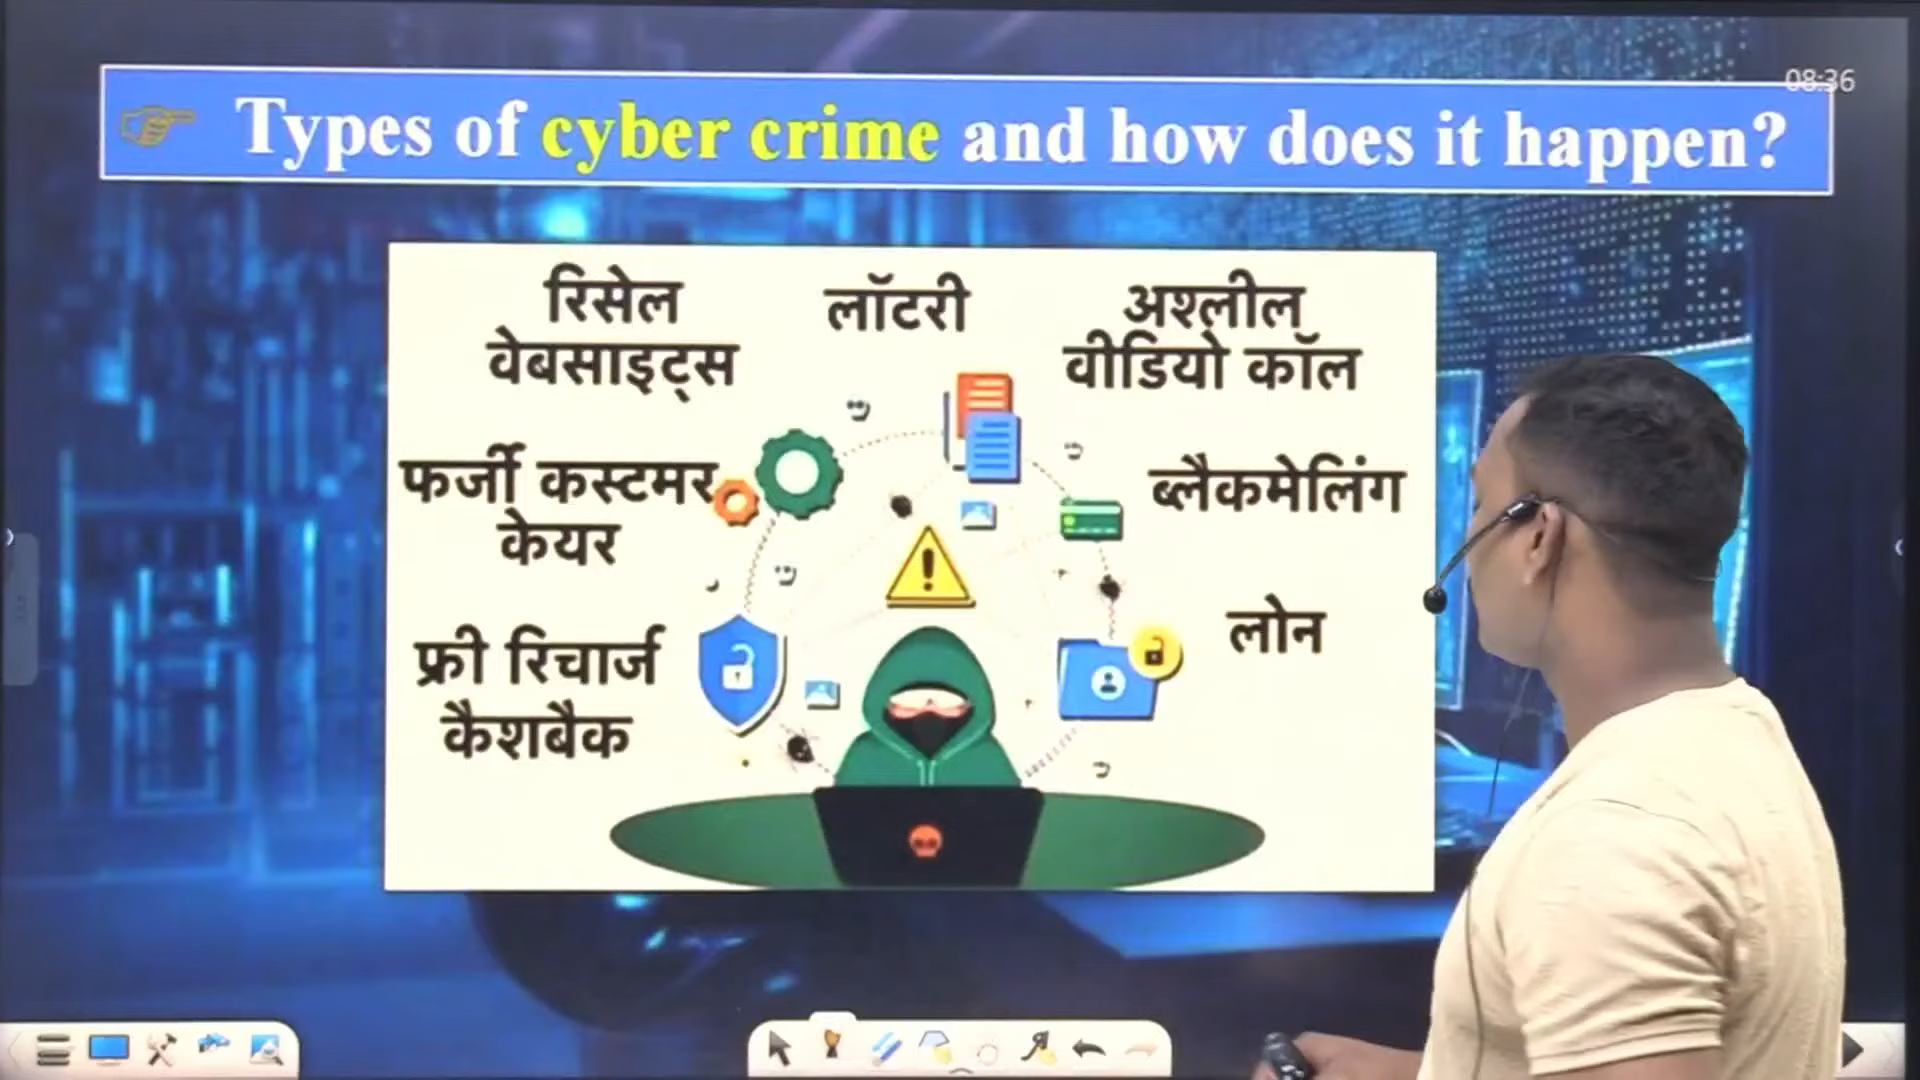 08:36
Types of cyber crime and how does it happen?
रिसेल
वेबसाइट्स
लॉटरी
अश्लील
वीडियो कॉल
फर्जी कस्टमर
केयर
ब्लैकमेलिंग
फ्री रिचार्ज
कैशबैक
लोन